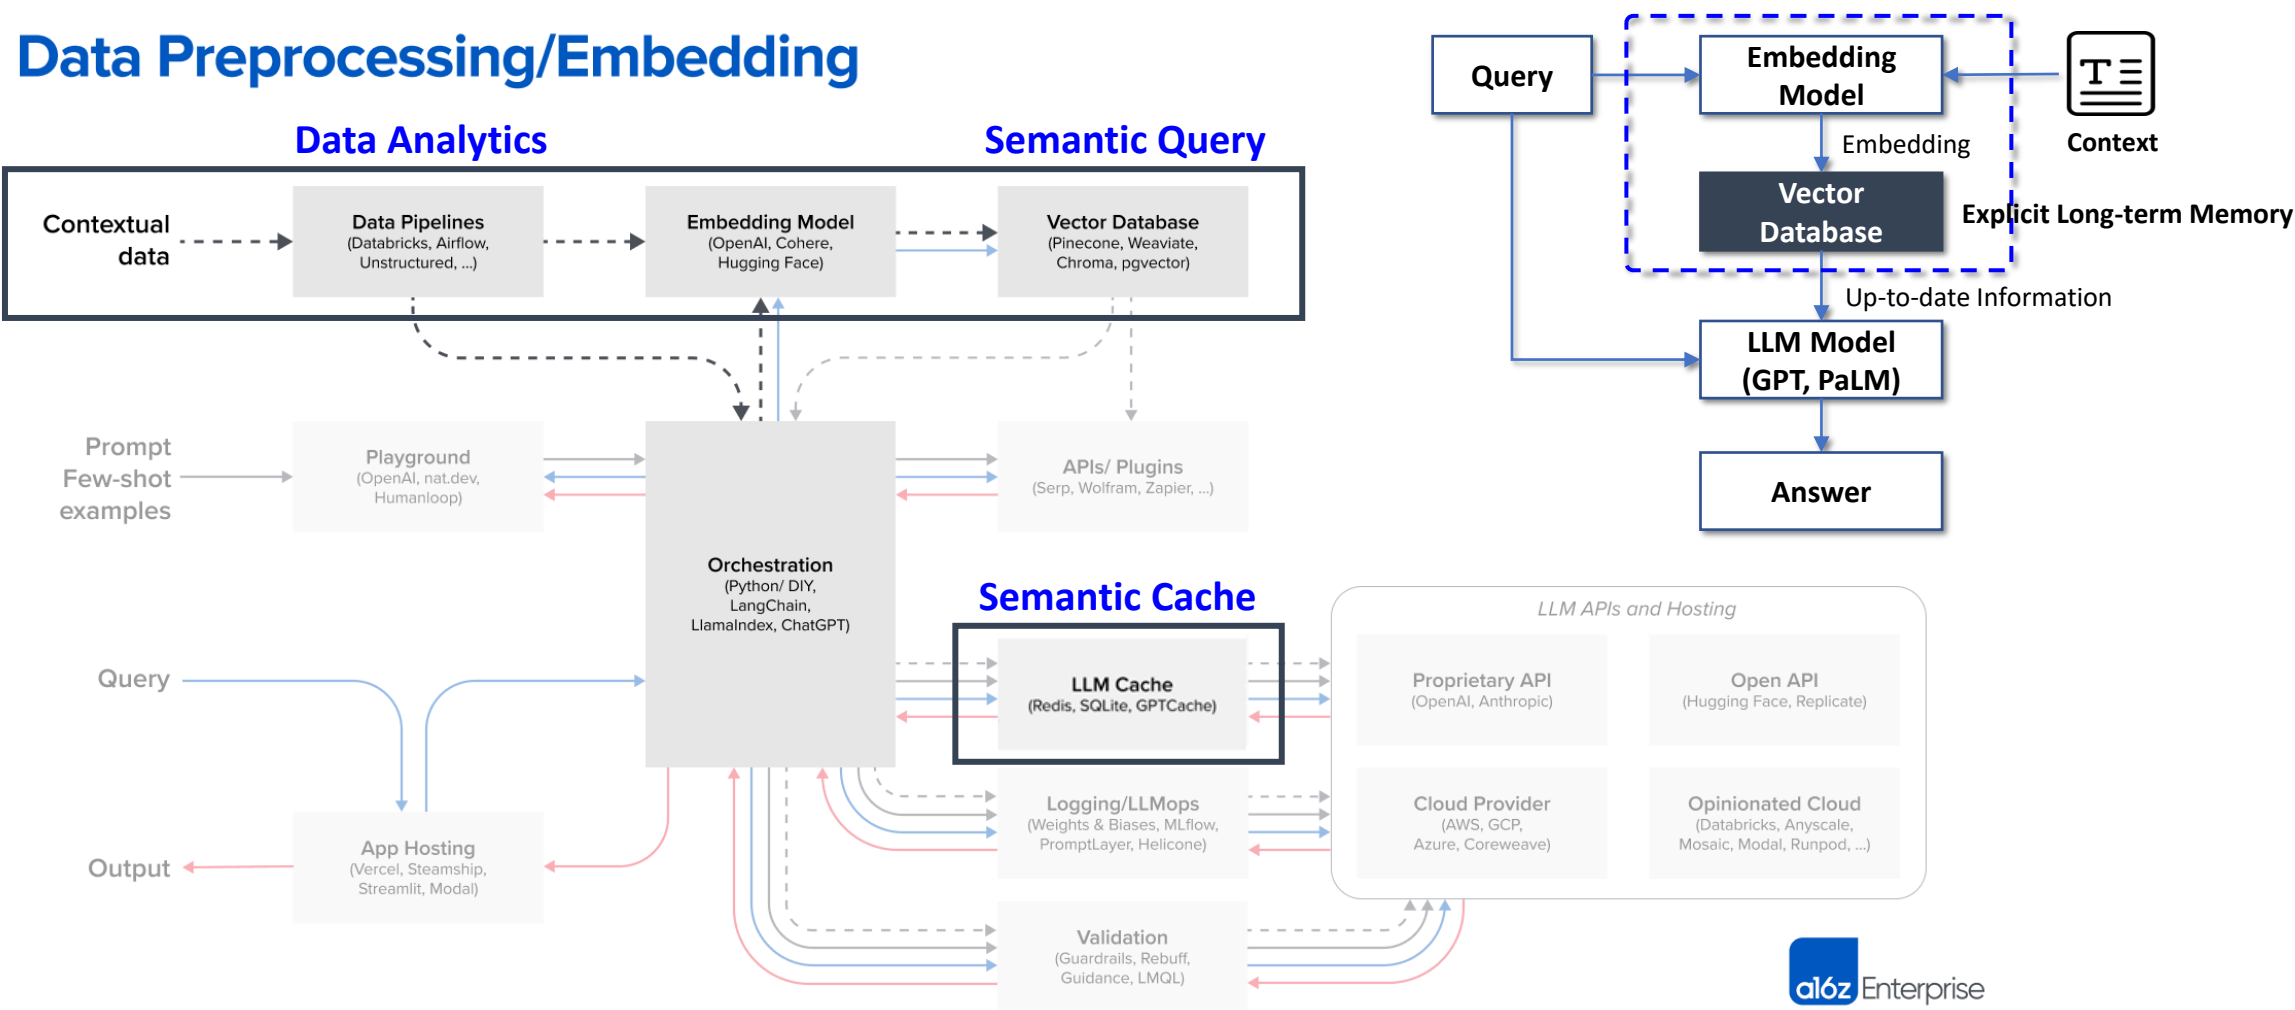 Data Preprocessing/Embedding
Data Analytics
Semantic Query
Contextual
data
Data Pipelines
(Databricks, Airflow,
Unstructured, ...)
Embedding Model
(OpenAI, Cohere,
Hugging Face)
Vector Database
(Pinecone, Weaviate,
Chroma, pgvector)
Prompt
Few-shot
examples
Playground
(OpenAI, nat.dev,
Humanloop)
Orchestration
(Python/ DIY,
LangChain,
LlamaIndex, ChatGPT)
APIs/ Plugins
(Serp, Wolfram, Zapier, ...)
Semantic Cache
LLM Cache
(Redis, SQLite, GPTCache)
Query
Output
App Hosting
(Vercel, Steamship,
Streamlit, Modal)
Logging/LLMops
(Weights & Biases, MLflow,
PromptLayer, Helicone)
Validation
(Guardrails, Rebuff,
Guidance, LMQL)
LLM APIs and Hosting
Proprietary API
(OpenAI, Anthropic)
Open API
(Hugging Face, Replicate)
Cloud Provider
(AWS, GCP,
Azure, Coreweave)
Opinionated Cloud
(Databricks, Anyscale,
Mosaic, Modal, Runpod, ...)
Query
Embedding
Model
T
Context
Embedding
Vector
Database
Explicit Long-term Memory
Up-to-date Information
LLM Model
(GPT, PaLM)
Answer
a16z Enterprise